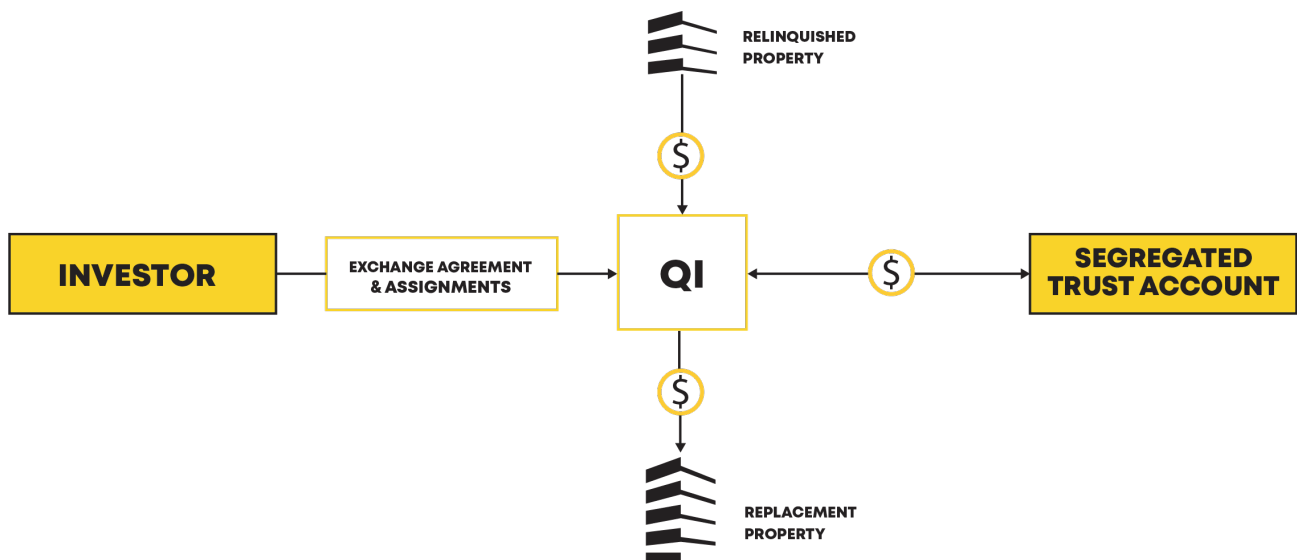 RELINQUISHED
PROPERTY
$
INVESTOR
EXCHANGE AGREEMENT
& ASSIGNMENTS
QI
$
SEGREGATED
TRUST ACCOUNT
$
REPLACEMENT
PROPERTY